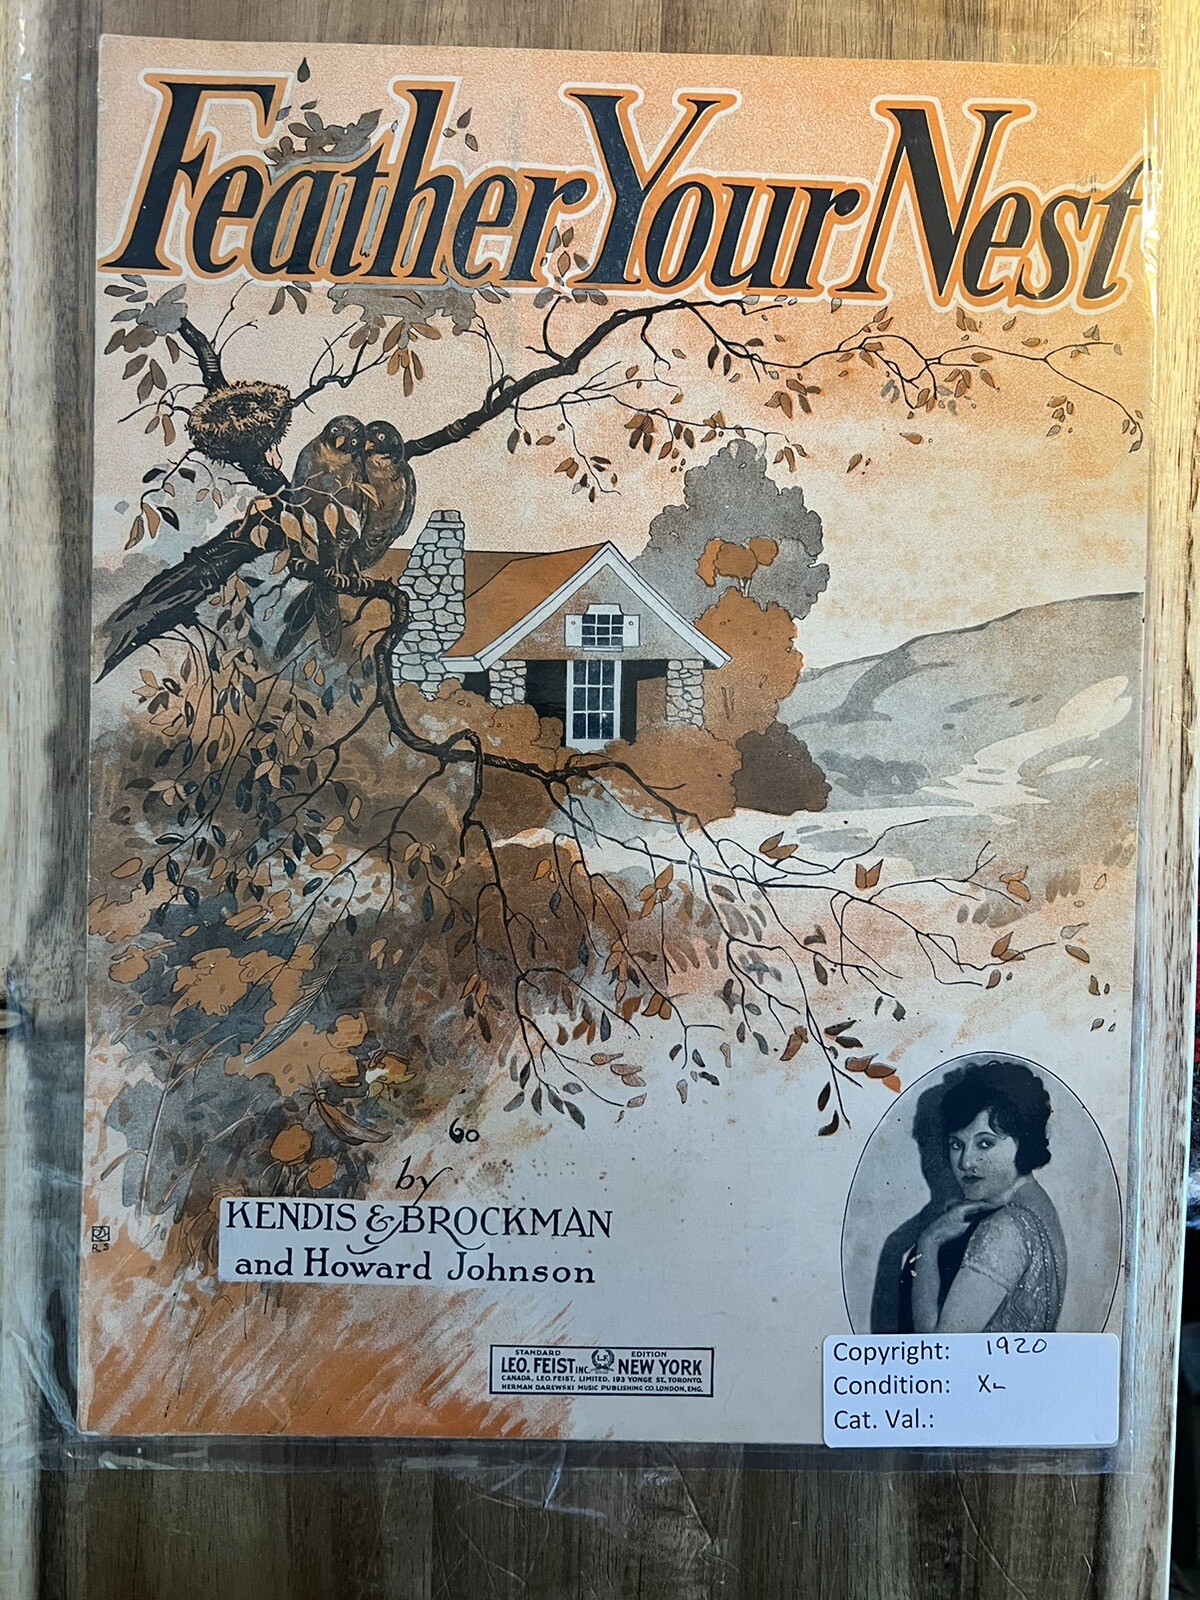 Feather Your Nest
60
by
KENDIS & BROCKMAN
and Howard Johnson
RS
STANDARD EDITION
LEO. FEIST INC. L.F. NEW YORK
CANADA, LEO. FEIST, LIMITED, 193 YONGE ST, TORONTO.
HERMAN DAREWSKI MUSIC PUBLISHING CO. LONDON, ENG.
Copyright: 1920
Condition: XL
Cat. Val.: